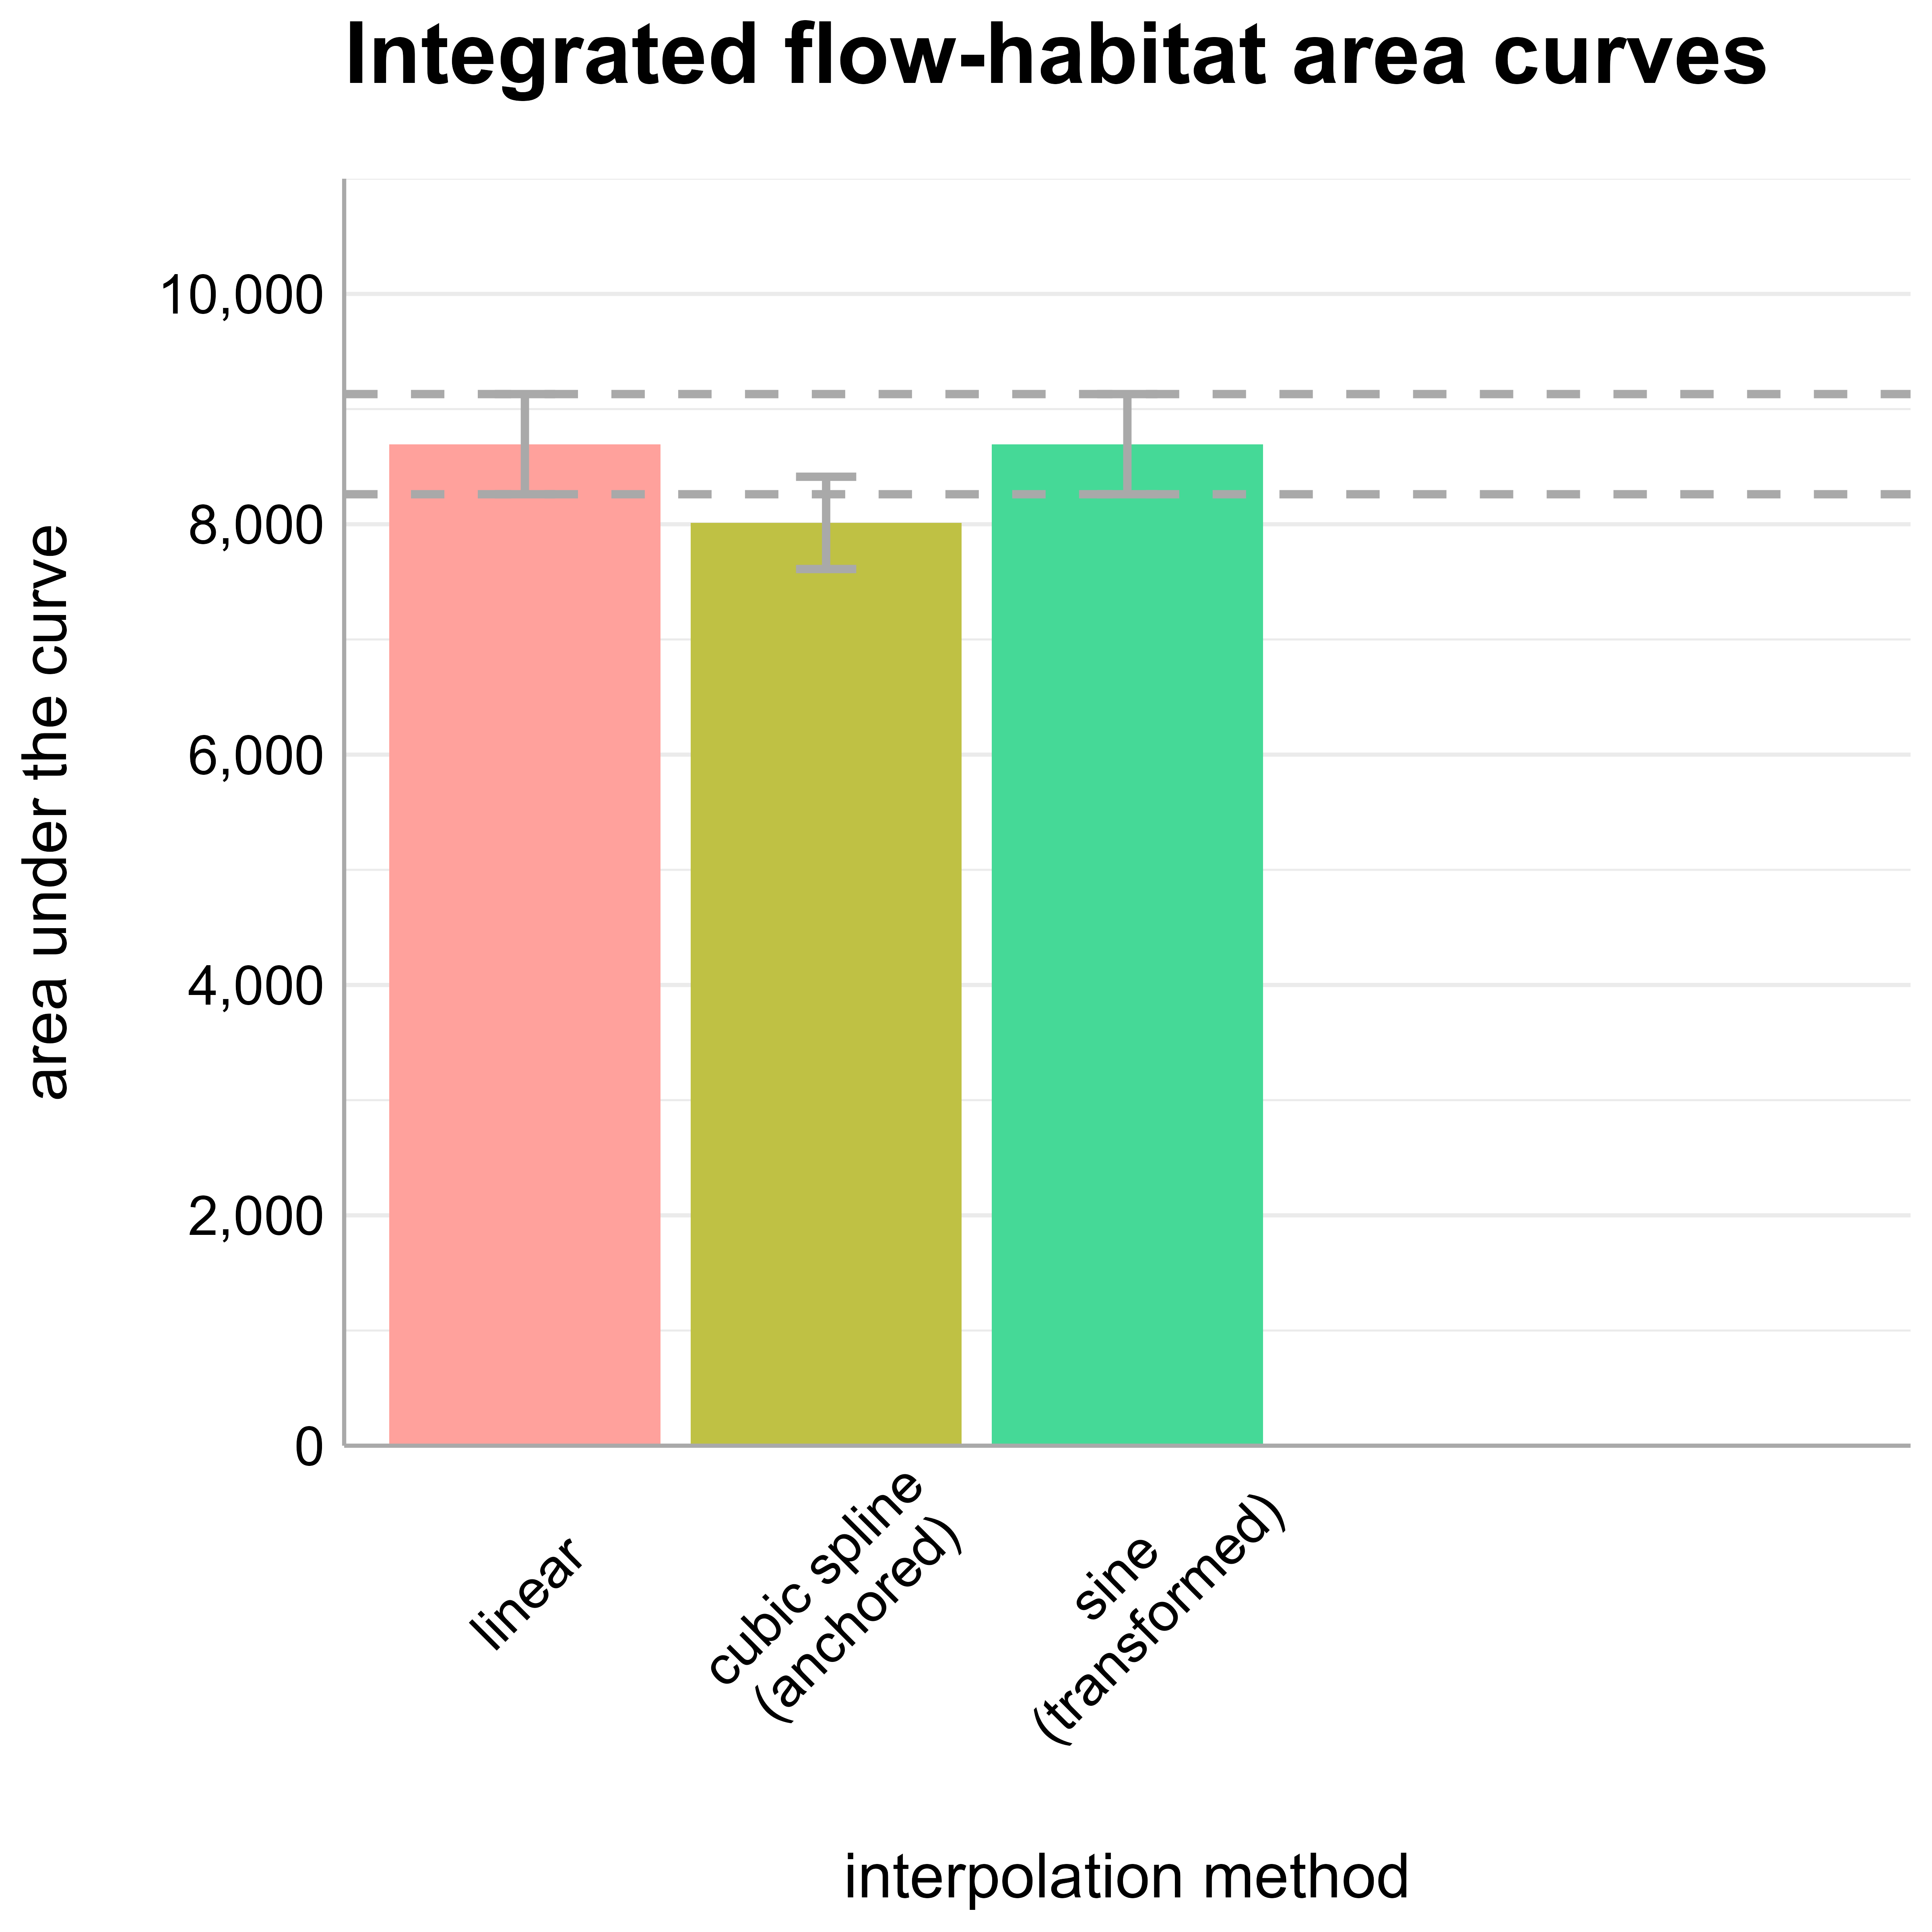 Integrated flow-habitat area curves
area under the curve
10,000
8,000
6,000
4,000
2,000
0
linear
cubic spline
(anchored)
sine
(transformed)
interpolation method